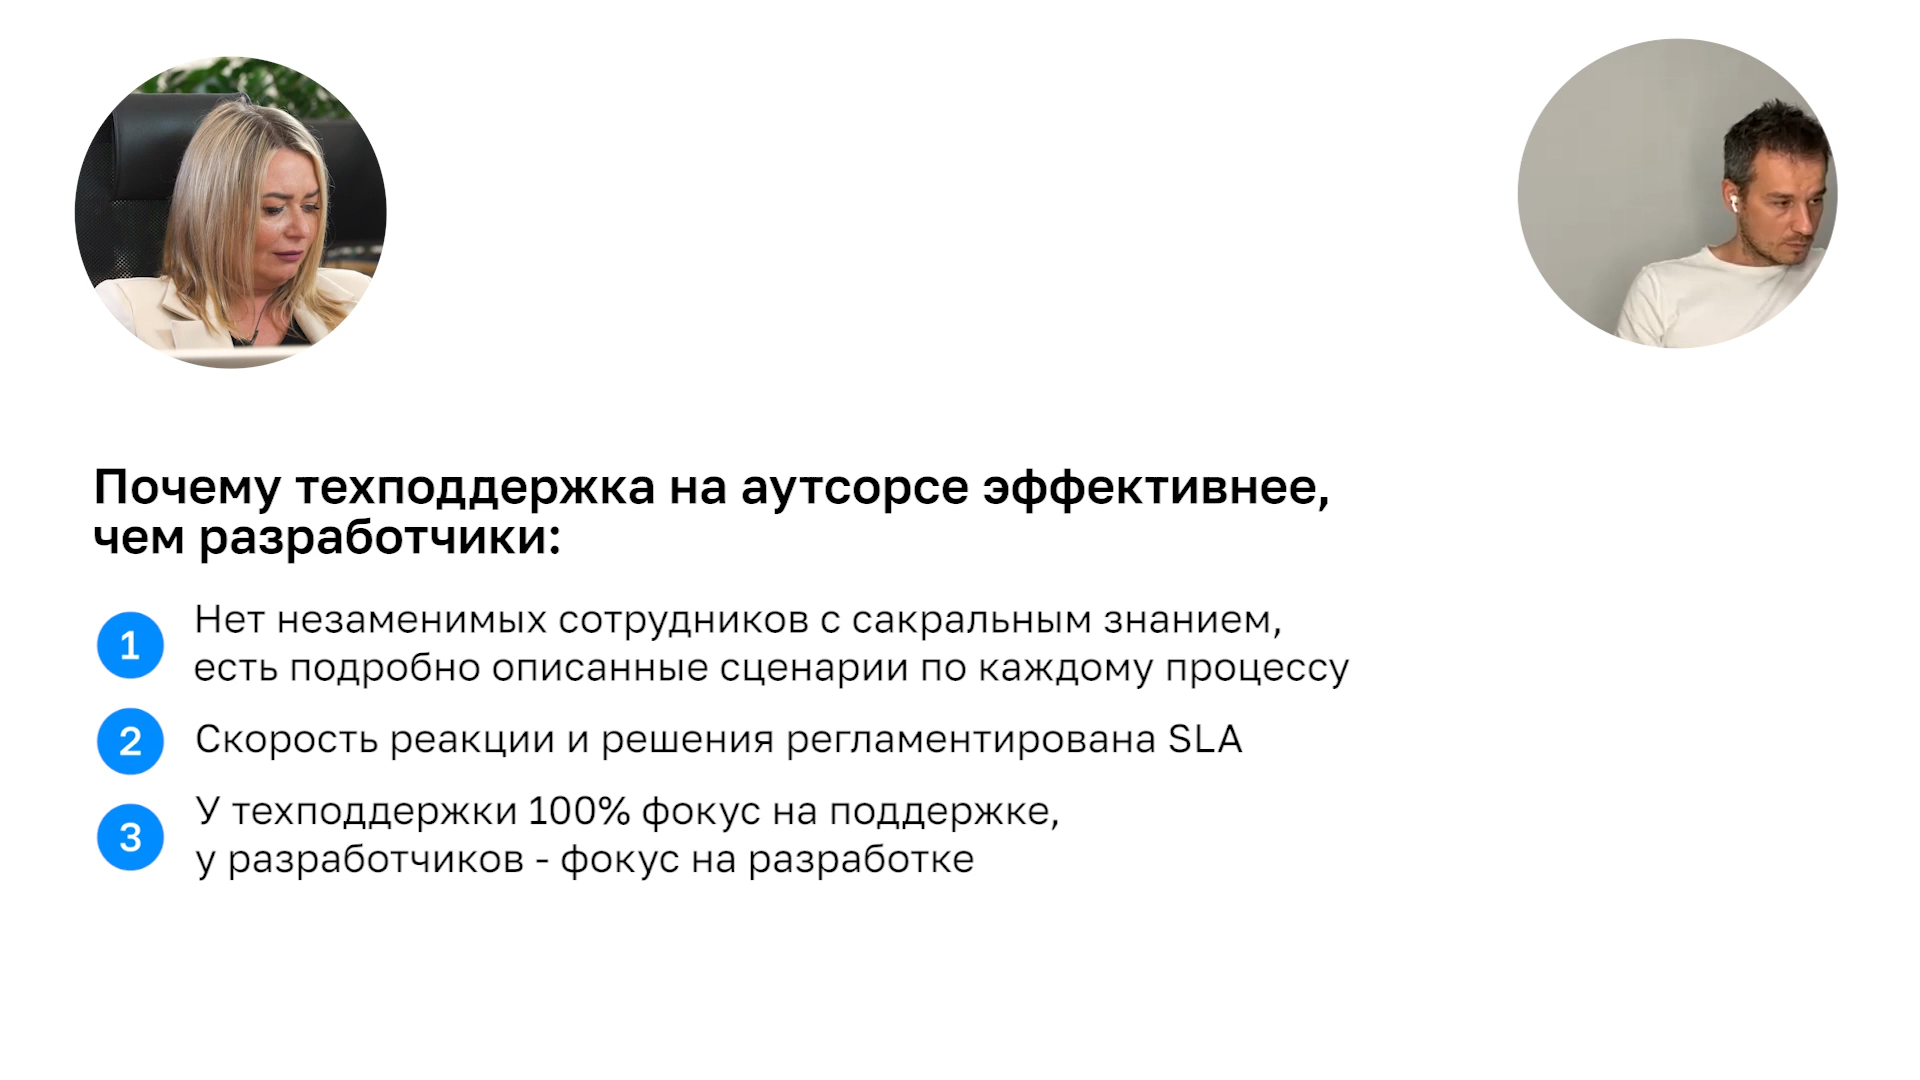 Почему техподдержка на аутсорсе эффективнее,
чем разработчики:
1
Нет незаменимых сотрудников с сакральным знанием,
есть подробно описанные сценарии по каждому процессу
2
Скорость реакции и решения регламентирована SLA
3
У техподдержки 100% фокус на поддержке,
у разработчиков - фокус на разработке